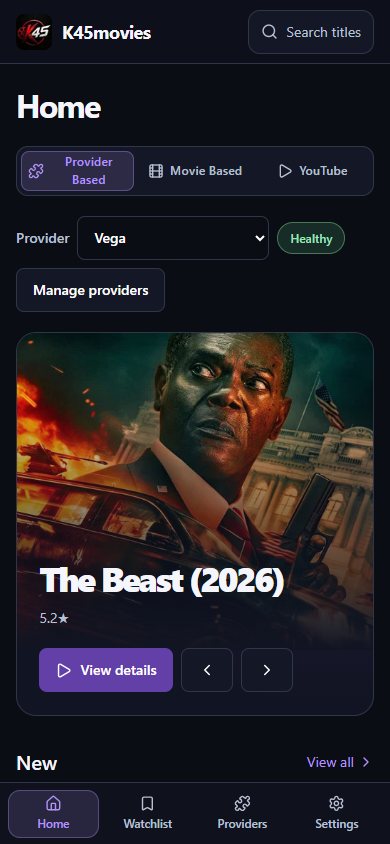 K45 K45movies Search titles
Home
Provider Based Movie Based YouTube
Provider Vega Healthy
Manage providers
The Beast (2026)
5.2★
View details
New View all
Home Watchlist Providers Settings